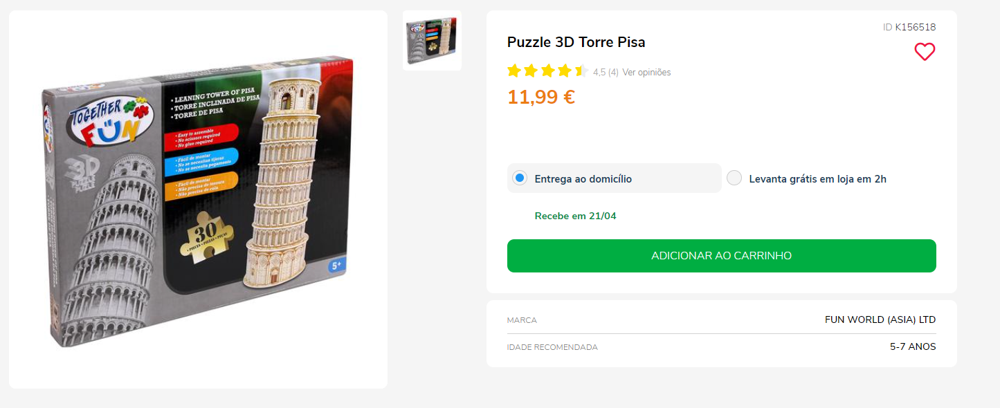 TOGETHER
FUN
• LEANING TOWER OF PISA
• TORRE INCLINADA DE PISA
• TORRE DE PISA
• Easy to assemble
• No scissors required
• No glue required
• Fácil de montar
• No se necesitan tijeras
• No se necesita pegamento
• Fácil de montar
• Não precisa de tesoura
• Não precisa de cola
3D
30
• PIECES • PIEZAS • PEÇAS
5+
ID K156518
Puzzle 3D Torre Pisa
4,5 (4) Ver opiniões
11,99 €
Entrega ao domicílio
Levanta grátis em loja em 2h
Recebe em 21/04
ADICIONAR AO CARRINHO
MARCA
FUN WORLD (ASIA) LTD
IDADE RECOMENDADA
5-7 ANOS